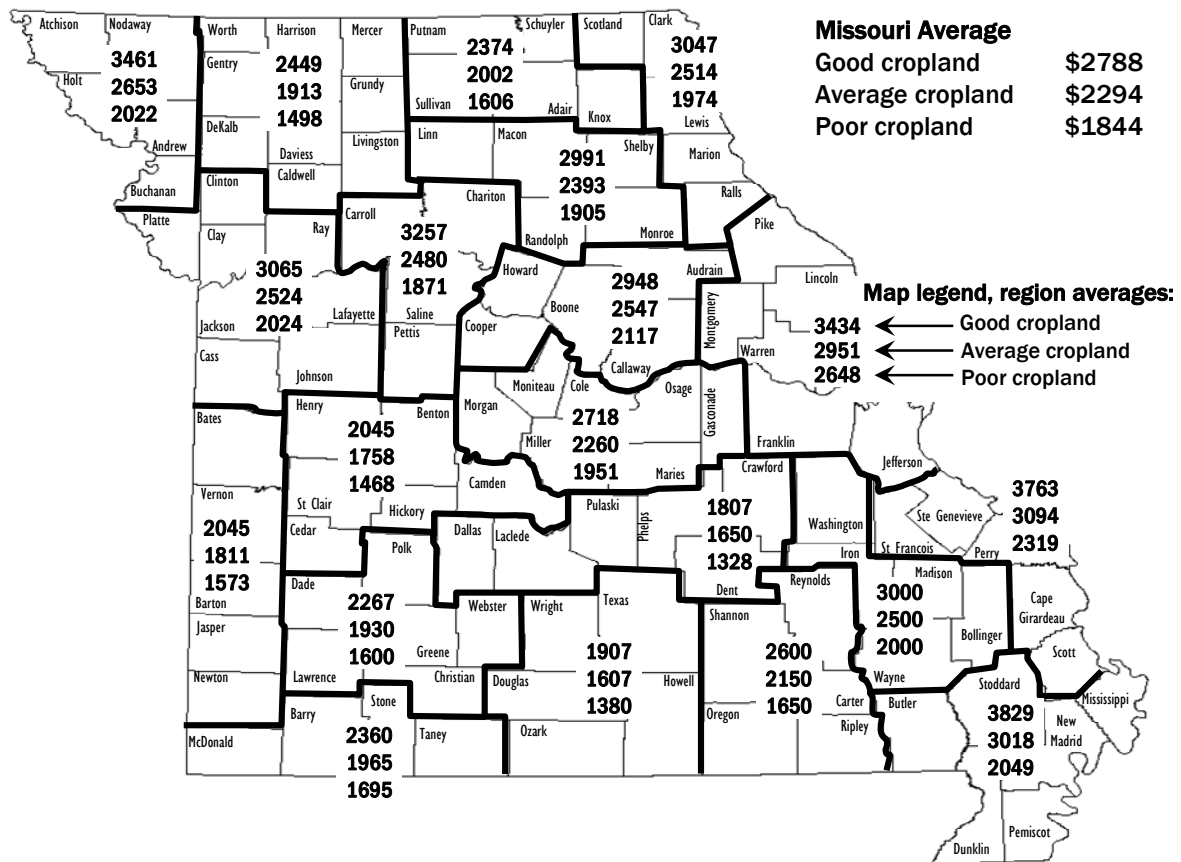 Missouri Average
Good cropland $2788
Average cropland $2294
Poor cropland $1844
Atchison
Nodaway
Worth
Harrison
Mercer
Putnam
Schuyler
Scotland
Clark
3461
2653
2022
Holt
Gentry
2449
1913
1498
Grundy
2374
2002
1606
Sullivan
Adair
Knox
3047
2514
1974
Lewis
Andrew
DeKalb
Daviess
Livingston
Linn
Macon
Shelby
Marion
Buchanan
Clinton
Caldwell
Carroll
Chariton
2991
2393
1905
Randolph
Monroe
Ralls
Pike
Platte
Clay
Ray
3065
2524
2024
Jackson
Lafayette
3257
2480
1871
Saline
Pettis
Howard
Boone
Cooper
Audrain
2948
2547
2117
Callaway
Montgomery
Lincoln
Warren
Map legend, region averages:
3434 Good cropland
2951 Average cropland
2648 Poor cropland
Cass
Johnson
Bates
Henry
Benton
Morgan
Moniteau
Cole
Osage
Gasconade
Franklin
2045
1758
1468
Miller
2718
2260
1951
Maries
Crawford
Jefferson
Vernon
St Clair
Hickory
Camden
Pulaski
Phelps
1807
1650
1328
Dent
Washington
Iron
St Francois
Ste Genevieve
Perry
3763
3094
2319
2045
1811
1573
Barton
Cedar
Polk
Dallas
Laclede
Dade
2267
1930
1600
Greene
Webster
Wright
Texas
Shannon
Reynolds
Madison
3000
2500
2000
Bollinger
Wayne
Cape
Girardeau
Scott
Jasper
Newton
Lawrence
Christian
Douglas
1907
1607
1380
Howell
2600
2150
1650
Oregon
Carter
Ripley
Butler
Stoddard
Mississippi
3829
3018
2049
New
Madrid
McDonald
Barry
Stone
2360
1965
1695
Taney
Ozark
Pemiscot
Dunklin